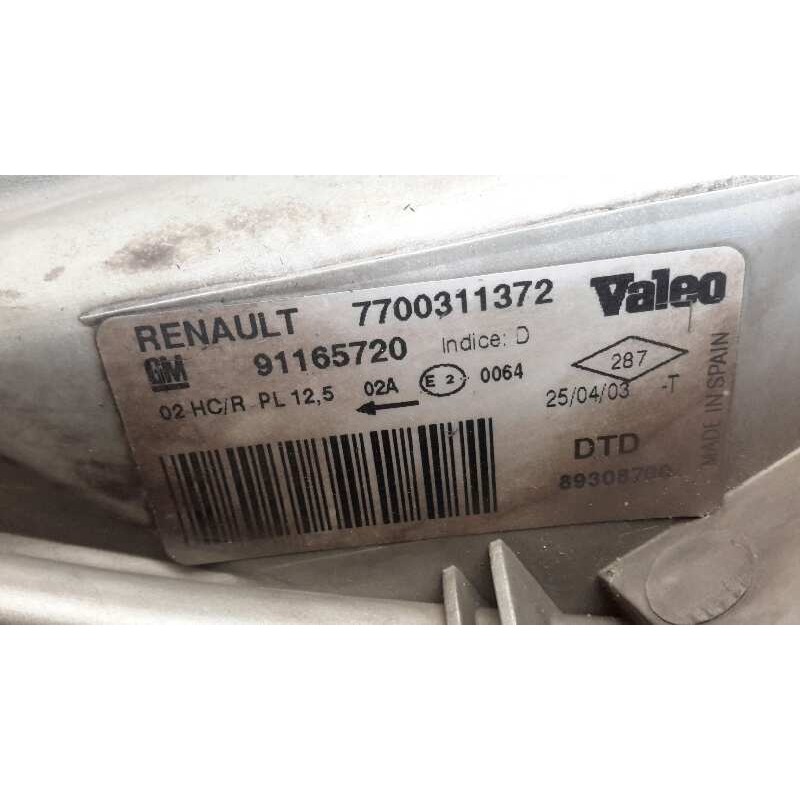 RENAULT 7700311372 Valeo
GM 91165720 Indice: D
287
02 HC/R PL 12,5 02A E2 0064
25/04/03 -T
DTD
MADE IN SPAIN